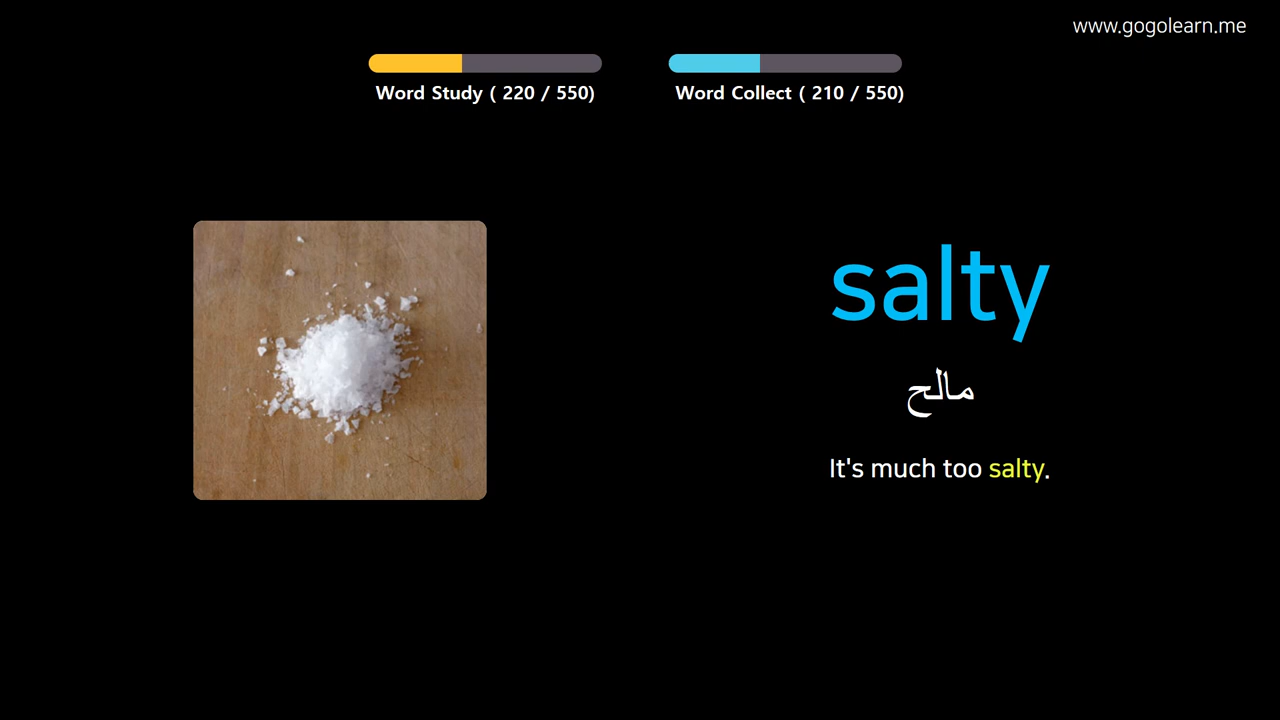 www.gogolearn.me
Word Study ( 220 / 550)
Word Collect ( 210 / 550)
salty
مالح
It's much too salty.